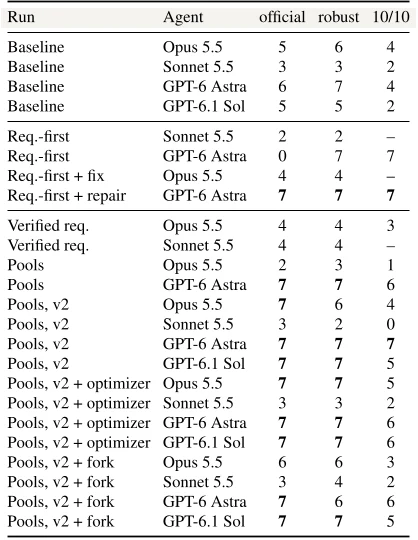 Run Agent official robust 10/10
Baseline Opus 5.5 5 6 4
Baseline Sonnet 5.5 3 3 2
Baseline GPT-6 Astra 6 7 4
Baseline GPT-6.1 Sol 5 5 2
Req.-first Sonnet 5.5 2 2 –
Req.-first GPT-6 Astra 0 7 7
Req.-first + fix Opus 5.5 4 4 –
Req.-first + repair GPT-6 Astra 7 7 7
Verified req. Opus 5.5 4 4 3
Verified req. Sonnet 5.5 4 4 –
Pools Opus 5.5 2 3 1
Pools GPT-6 Astra 7 7 6
Pools, v2 Opus 5.5 7 6 4
Pools, v2 Sonnet 5.5 3 2 0
Pools, v2 GPT-6 Astra 7 7 7
Pools, v2 GPT-6.1 Sol 7 7 5
Pools, v2 + optimizer Opus 5.5 7 7 5
Pools, v2 + optimizer Sonnet 5.5 3 3 2
Pools, v2 + optimizer GPT-6 Astra 7 7 6
Pools, v2 + optimizer GPT-6.1 Sol 7 7 6
Pools, v2 + fork Opus 5.5 6 6 3
Pools, v2 + fork Sonnet 5.5 3 4 2
Pools, v2 + fork GPT-6 Astra 7 6 6
Pools, v2 + fork GPT-6.1 Sol 7 7 5